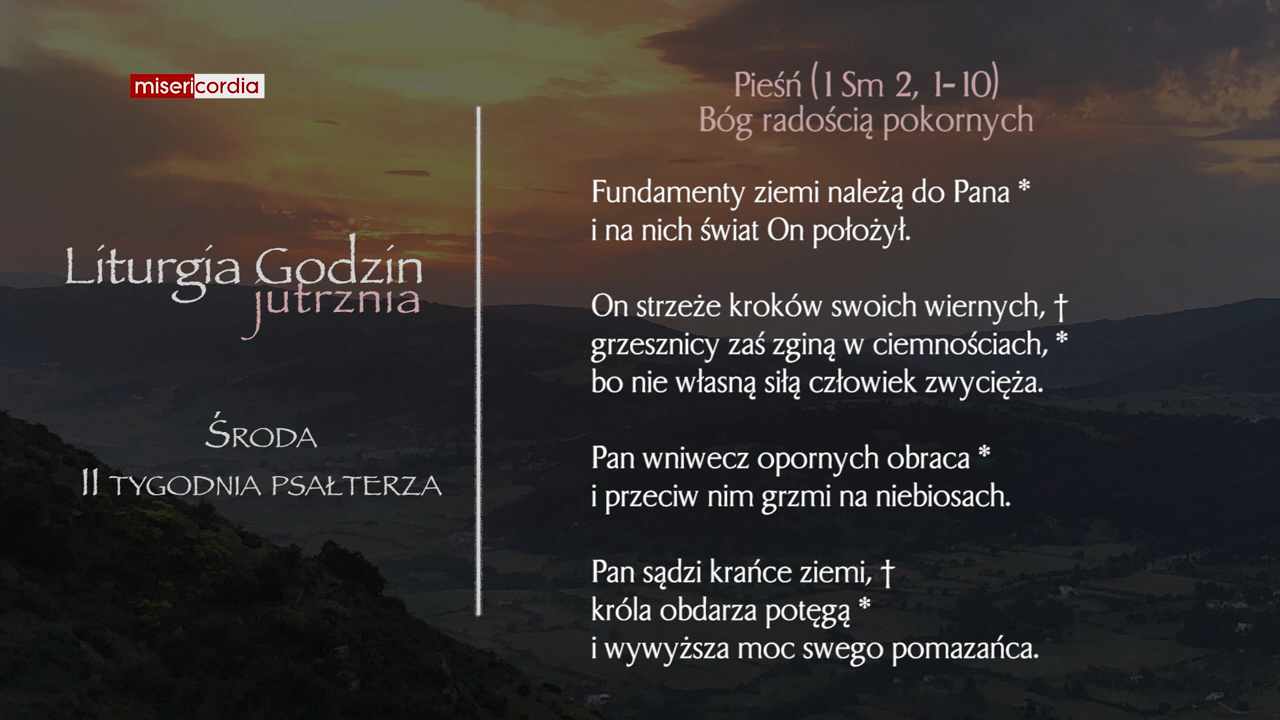 misericordia
Liturgia Godzin
jutrznia
Środa
II tygodnia psałterza
Pieśń (1 Sm 2, 1-10)
Bóg radością pokornych
Fundamenty ziemi należą do Pana *
i na nich świat On położył.
On strzeże kroków swoich wiernych, †
grzesznicy zaś zginą w ciemnościach, *
bo nie własną siłą człowiek zwycięża.
Pan wniwecz opornych obraca *
i przeciw nim grzmi na niebiosach.
Pan sądzi krańce ziemi, †
króla obdarza potęgą *
i wywyższa moc swego pomazańca.